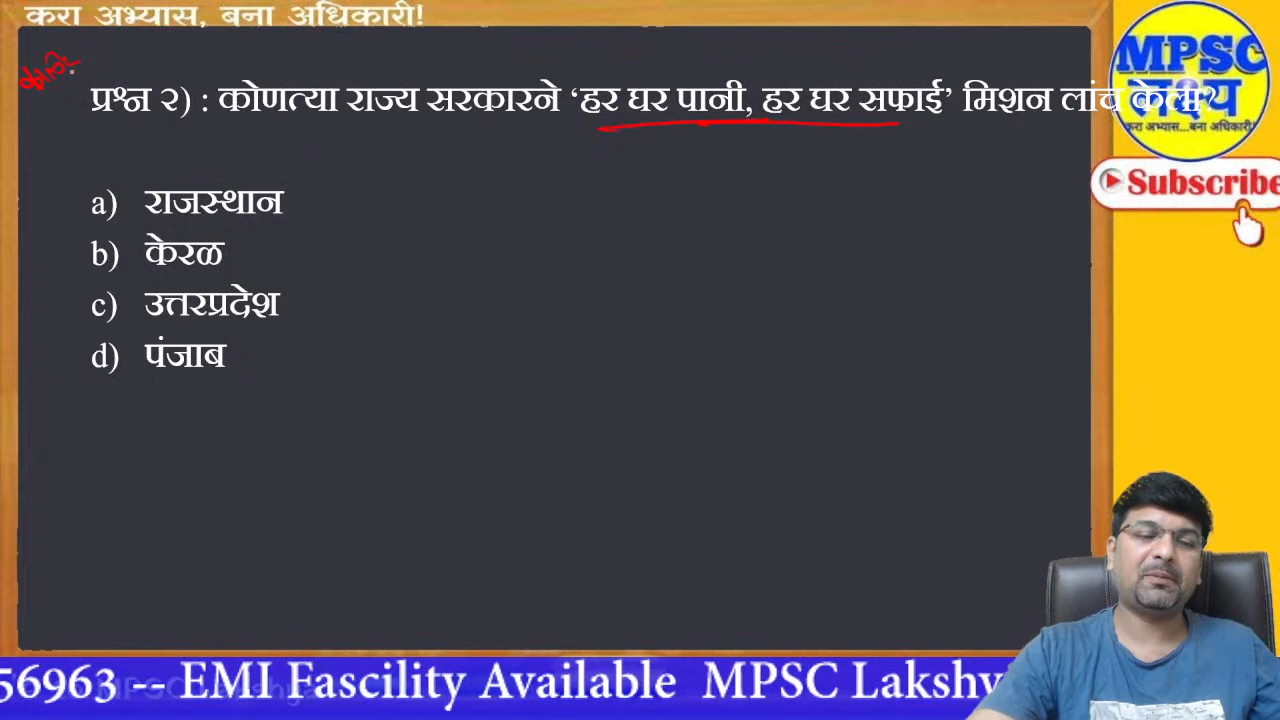 करा अभ्यास, बना अधिकारी!
प्रश्न २) : कोणत्या राज्य सरकारने ‘हर घर पानी, हर घर सफाई’ मिशन लांच केला?
a) राजस्थान
b) केरळ
c) उत्तरप्रदेश
d) पंजाब
MPSC
लक्ष्य
करा अभ्यास...बना अधिकारी!
Subscribe
56963 -- EMI Fascility Available MPSC Lakshy